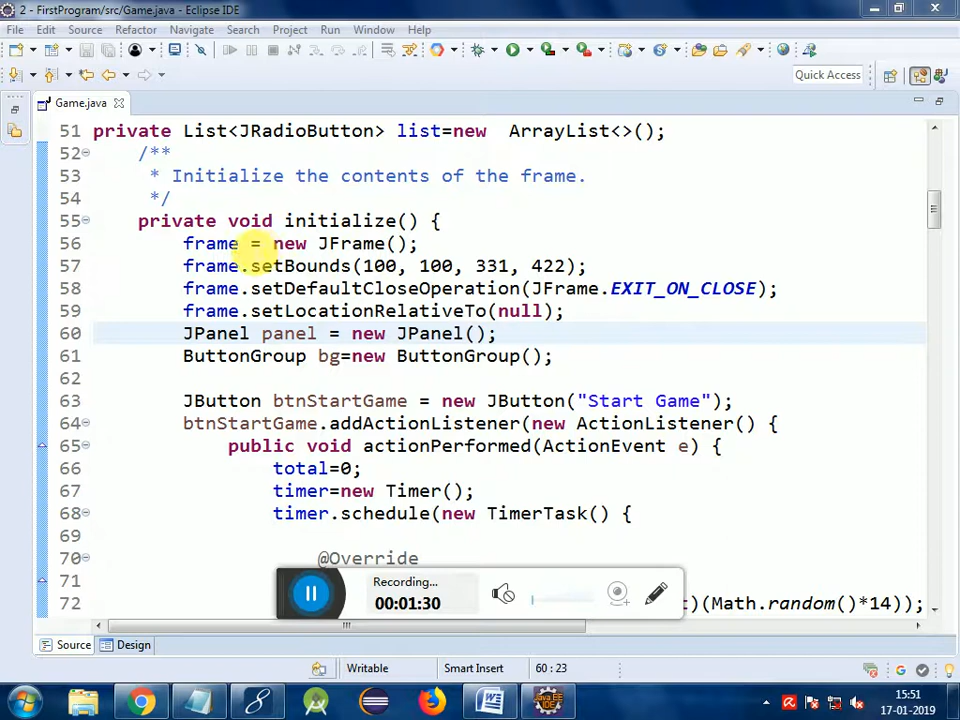 2 - FirstProgram/src/Game.java - Eclipse IDE
File Edit Source Refactor Navigate Search Project Run Window Help
Quick Access
Game.java
51 private List<JRadioButton> list=new  ArrayList<>();
52 /**
53 * Initialize the contents of the frame.
54 */
55 private void initialize() {
56 frame = new JFrame();
57 frame.setBounds(100, 100, 331, 422);
58 frame.setDefaultCloseOperation(JFrame.EXIT_ON_CLOSE);
59 frame.setLocationRelativeTo(null);
60 JPanel panel = new JPanel();
61 ButtonGroup bg=new ButtonGroup();
62
63 JButton btnStartGame = new JButton("Start Game");
64 btnStartGame.addActionListener(new ActionListener() {
65 public void actionPerformed(ActionEvent e) {
66 total=0;
67 timer=new Timer();
68 timer.schedule(new TimerTask() {
69
70 @Override
71
72 t)(Math.random()*14));
Recording...
00:01:30
Source Design
Writable Smart Insert 60 : 23
15:51
17-01-2019